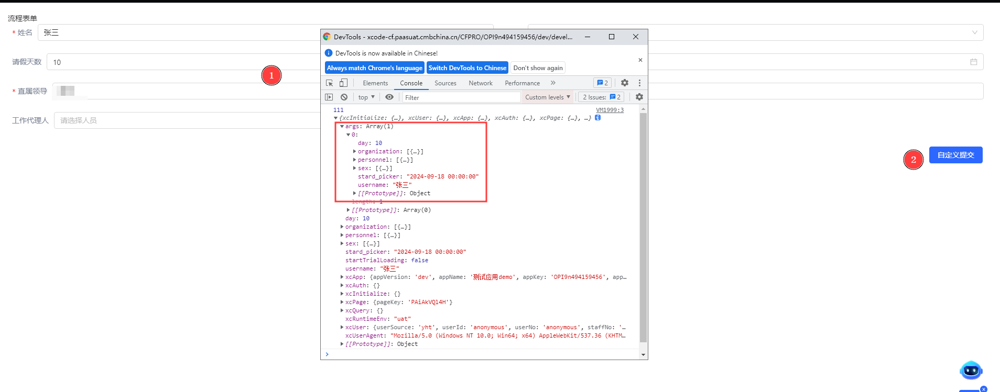 流程表单
* 姓名 张三
请假天数 10
* 直属领导
工作代理人 请选择人员
1
2
自定义提交
DevTools - xcode-cf.paasuat.cmbchina.cn/CFPRO/OPI9n494159456/dev/devel...
DevTools is now available in Chinese!
Always match Chrome's language Switch DevTools to Chinese Don't show again
Elements Console Sources Network Performance » 2
top Filter Custom levels 2 Issues: 2
111 VM1999:3
{xcInitialize: {…}, xcUser: {…}, xcApp: {…}, xcAuth: {…}, xcPage: {…}, …}
args: Array(1)
0:
day: 10
organization: [{…}]
personnel: [{…}]
sex: [{…}]
stard_picker: "2024-09-18 00:00:00"
username: "张三"
[[Prototype]]: Object
length: 1
[[Prototype]]: Array(0)
day: 10
organization: [{…}]
personnel: [{…}]
sex: [{…}]
stard_picker: "2024-09-18 00:00:00"
startTrialLoading: false
username: "张三"
xcApp: {appVersion: 'dev', appName: '测试应用demo', appKey: 'OPI9n494159456', app…
xcAuth: {}
xcInitialize: {}
xcPage: {pageKey: 'PAiAkVQl4H'}
xcQuery: {}
xcRuntimeEnv: "uat"
xcUser: {userSource: 'yht', userId: 'anonymous', userNo: 'anonymous', staffNo: '…
xcUserAgent: "Mozilla/5.0 (Windows NT 10.0; Win64; x64) AppleWebKit/537.36 (KHTM…
[[Prototype]]: Object